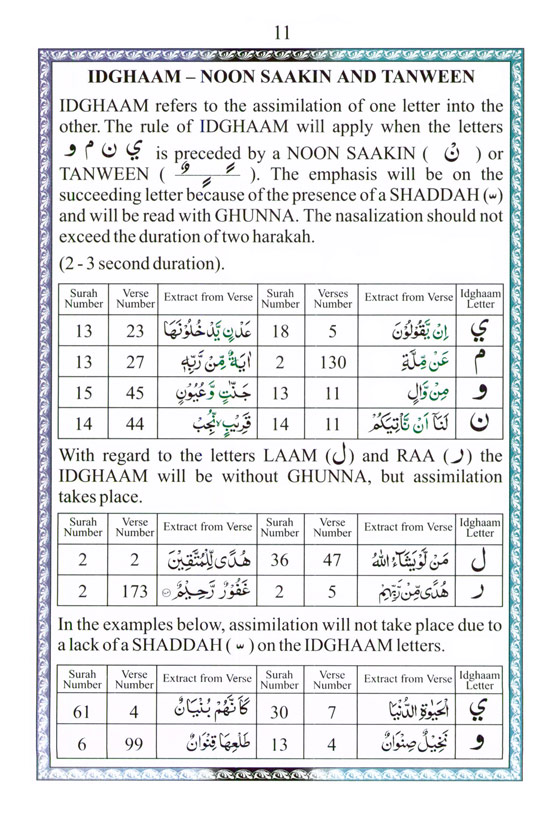 11
IDGHAAM – NOON SAAKIN AND TANWEEN
IDGHAAM refers to the assimilation of one letter into the
other. The rule of IDGHAAM will apply when the letters
ي ن م و is preceded by a NOON SAAKIN ( نْ ) or
TANWEEN ( ـًـٍـٌ ). The emphasis will be on the
succeeding letter because of the presence of a SHADDAH (ّ)
and will be read with GHUNNA. The nasalization should not
exceed the duration of two harakah.
(2 - 3 second duration).
Surah Number Verse Number Extract from Verse Surah Number Verses Number Extract from Verse Idghaam Letter
13 23 عَدْنٍ يَّدْخُلُوْنَهَا 18 5 اِنْ يَّقُوْلُوْنَ ي
13 27 اٰيَةٌ مِّنْ رَّبِّهٖ 2 130 عَنْ مِّلَّةِ م
15 45 جَنّٰتٍ وَّعُيُوْنٍ 13 11 مِنْ وَّالٍ و
14 44 قَرِيْبٍ نُّجِبْ 14 11 لَنَآ اَنْ نَّاْتِيَكُمْ ن
With regard to the letters LAAM (ل) and RAA (ر) the
IDGHAAM will be without GHUNNA, but assimilation
takes place.
Surah Number Verse Number Extract from Verse Surah Number Verse Number Extract from Verse Idghaam Letter
2 2 هُدًى لِّلْمُتَّقِيْنَ 36 47 مَنْ لَّوْ يَشَآءُ اللّٰهُ ل
2 173 غَفُوْرٌ رَّحِيْمٌ 2 5 هُدًى مِّنْ رَّبِّهِمْ ر
In the examples below, assimilation will not take place due to
a lack of a SHADDAH ( ّ ) on the IDGHAAM letters.
Surah Number Verse Number Extract from Verse Surah Number Verse Number Extract from Verse Idghaam Letter
61 4 كَاَنَّهُمْ بُنْيَانٌ 30 7 الْحَيٰوةِ الدُّنْيَا ي
6 99 طَلْعِهَا قِنْوَانٌ 13 4 نَخِيْلٌ صِنْوَانٌ و